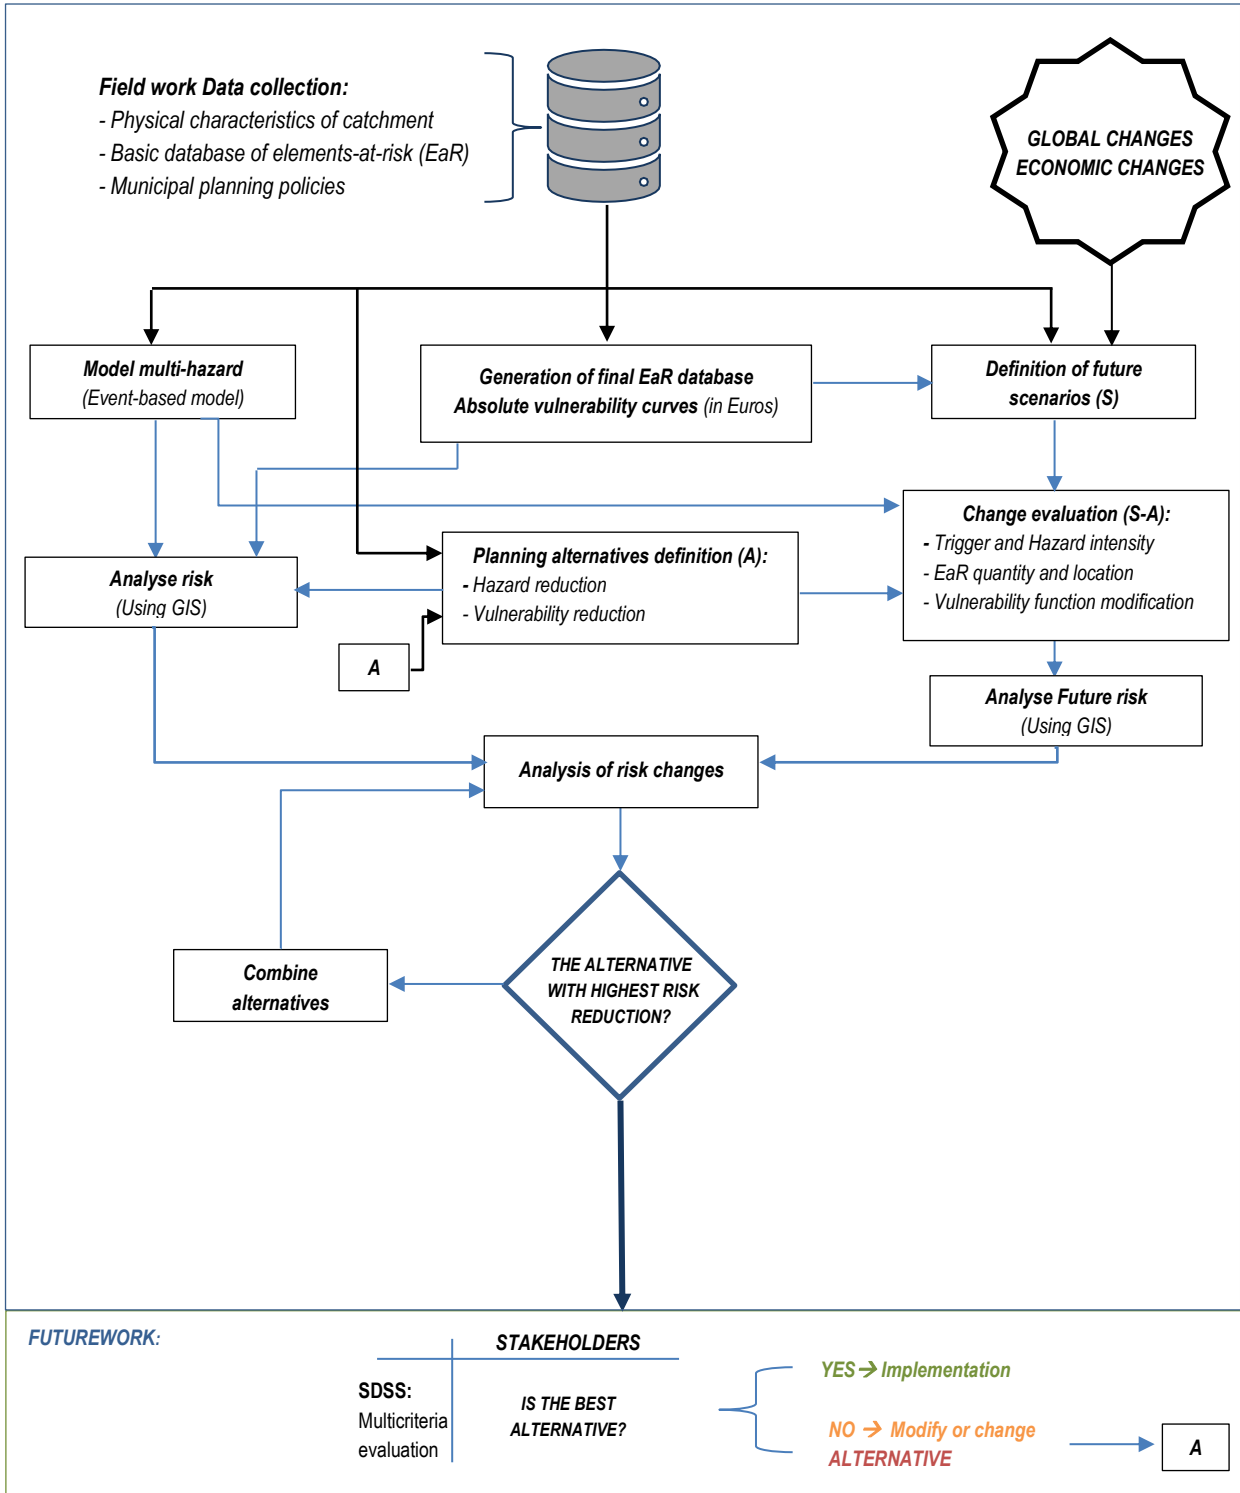 Field work Data collection:
- Physical characteristics of catchment
- Basic database of elements-at-risk (EaR)
- Municipal planning policies
GLOBAL CHANGES
ECONOMIC CHANGES
Model multi-hazard
(Event-based model)
Generation of final EaR database
Absolute vulnerability curves (in Euros)
Definition of future
scenarios (S)
Change evaluation (S-A):
- Trigger and Hazard intensity
- EaR quantity and location
- Vulnerability function modification
Planning alternatives definition (A):
- Hazard reduction
- Vulnerability reduction
Analyse risk
(Using GIS)
A
Analyse Future risk
(Using GIS)
Analysis of risk changes
THE ALTERNATIVE
WITH HIGHEST RISK
REDUCTION?
Combine
alternatives
FUTUREWORK:
STAKEHOLDERS
SDSS:
Multicriteria
evaluation
IS THE BEST
ALTERNATIVE?
YES → Implementation
NO → Modify or change
ALTERNATIVE
A